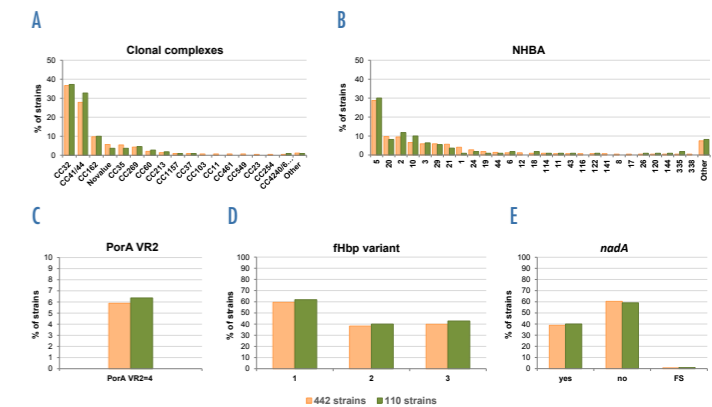 A
B
Clonal complexes
NHBA
% of strains
50
40
30
20
10
0
CC32
CC41/44
CC162
Novalue
CC35
CC269
CC60
CC213
CC1157
CC37
CC103
CC11
CC461
CC549
CC23
CC254
CC4240/6...
Other
% of strains
50
40
30
20
10
0
5
20
2
10
3
29
21
1
24
19
44
6
12
18
114
11
43
116
122
141
8
17
26
120
144
335
338
Other
C
D
E
PorA VR2
fHbp variant
nadA
% of strains
10
9
8
7
6
5
4
3
2
1
0
PorA VR2=4
% of strains
100
90
80
70
60
50
40
30
20
10
0
1
2
3
% of strains
100
90
80
70
60
50
40
30
20
10
0
yes
no
FS
442 strains 110 strains